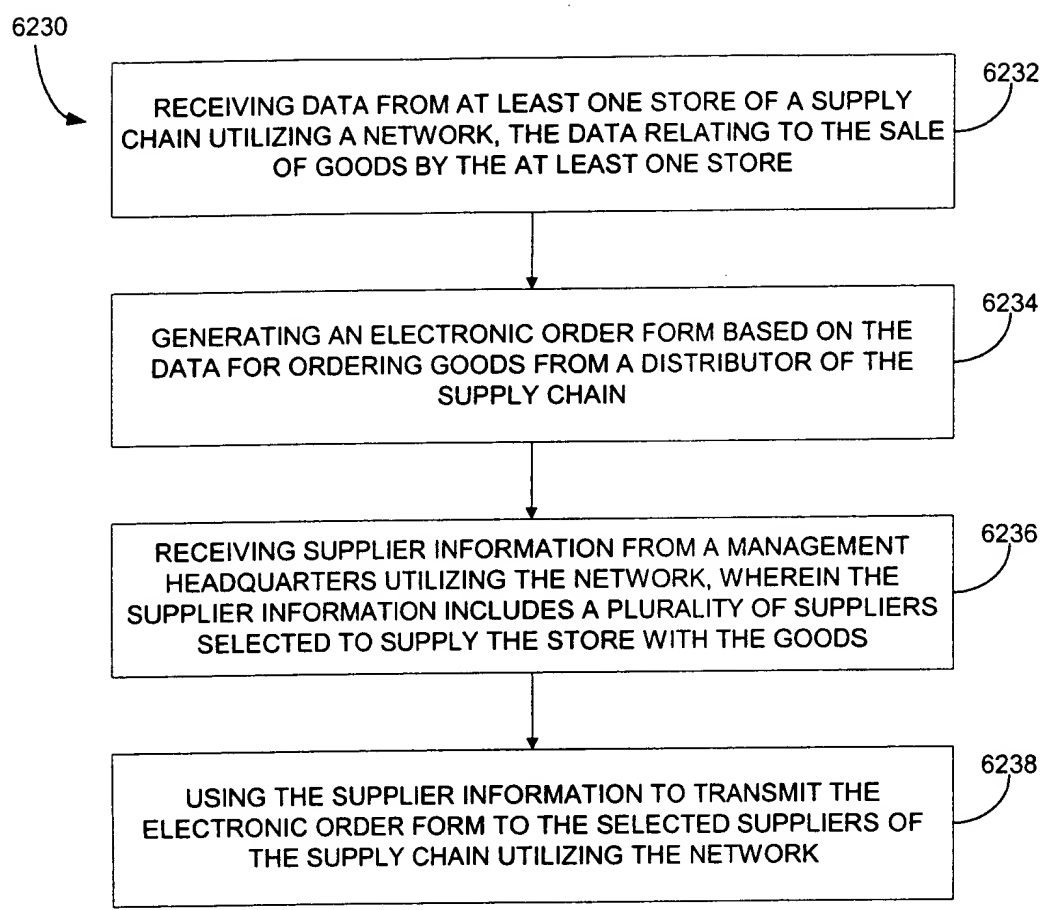 6230
6232
RECEIVING DATA FROM AT LEAST ONE STORE OF A SUPPLY
CHAIN UTILIZING A NETWORK, THE DATA RELATING TO THE SALE
OF GOODS BY THE AT LEAST ONE STORE
6234
GENERATING AN ELECTRONIC ORDER FORM BASED ON THE
DATA FOR ORDERING GOODS FROM A DISTRIBUTOR OF THE
SUPPLY CHAIN
6236
RECEIVING SUPPLIER INFORMATION FROM A MANAGEMENT
HEADQUARTERS UTILIZING THE NETWORK, WHEREIN THE
SUPPLIER INFORMATION INCLUDES A PLURALITY OF SUPPLIERS
SELECTED TO SUPPLY THE STORE WITH THE GOODS
6238
USING THE SUPPLIER INFORMATION TO TRANSMIT THE
ELECTRONIC ORDER FORM TO THE SELECTED SUPPLIERS OF
THE SUPPLY CHAIN UTILIZING THE NETWORK